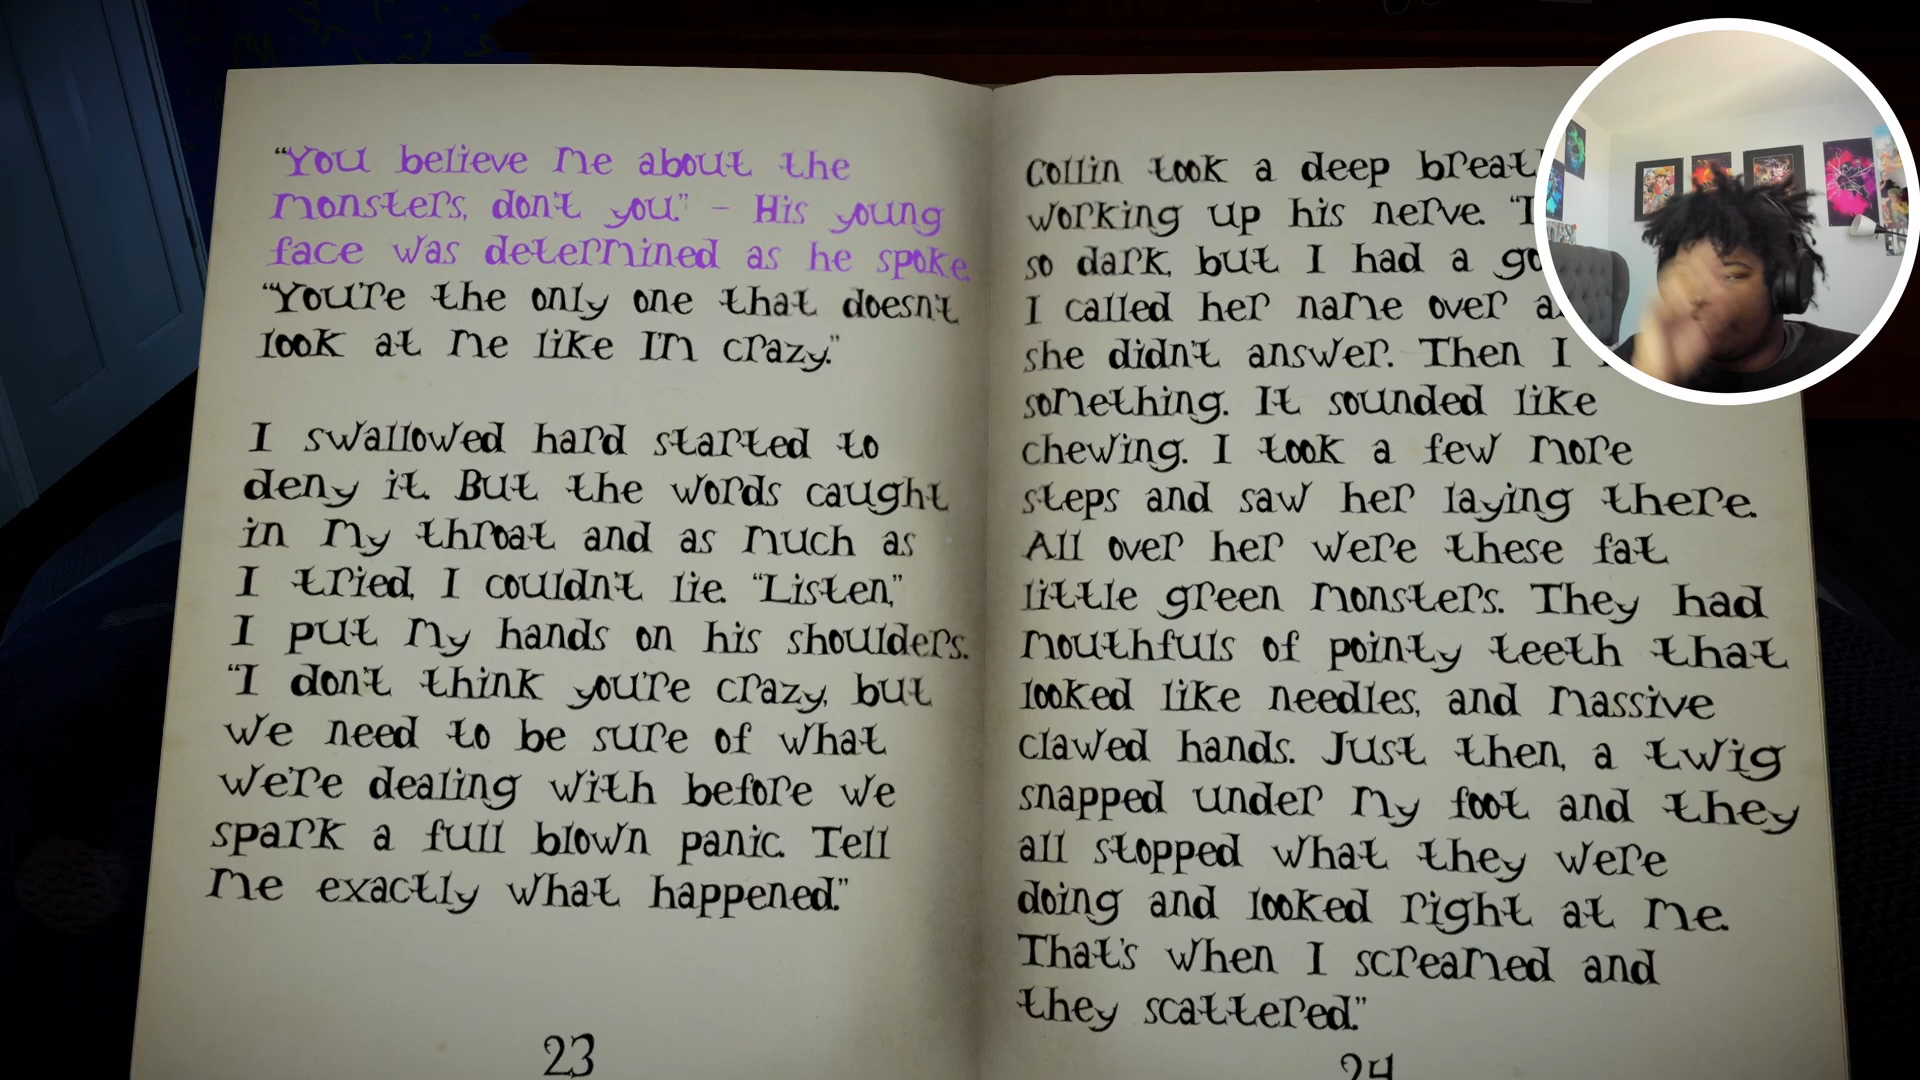 “You believe me about the
monsters, don't you.” - His young
face was determined as he spoke.
“You're the only one that doesn't
look at me like I'm crazy.”
I swallowed hard started to
deny it. But the words caught
in my throat and as much as
I tried, I couldn't lie. “Listen,”
I put my hands on his shoulders.
“I don't think you're crazy, but
we need to be sure of what
we're dealing with before we
spark a full blown panic. Tell
me exactly what happened.”
23
Collin took a deep
working up his nerve.
so dark, but I had a
I called her name over
she didn't answer. Then I
something. It sounded like
chewing. I took a few more
steps and saw her laying there.
All over her were these fat
little green monsters. They had
mouthfuls of pointy teeth that
looked like needles, and massive
clawed hands. Just then, a twig
snapped under my foot and they
all stopped what they were
doing and looked right at me.
That's when I screamed and
they scattered.”
24